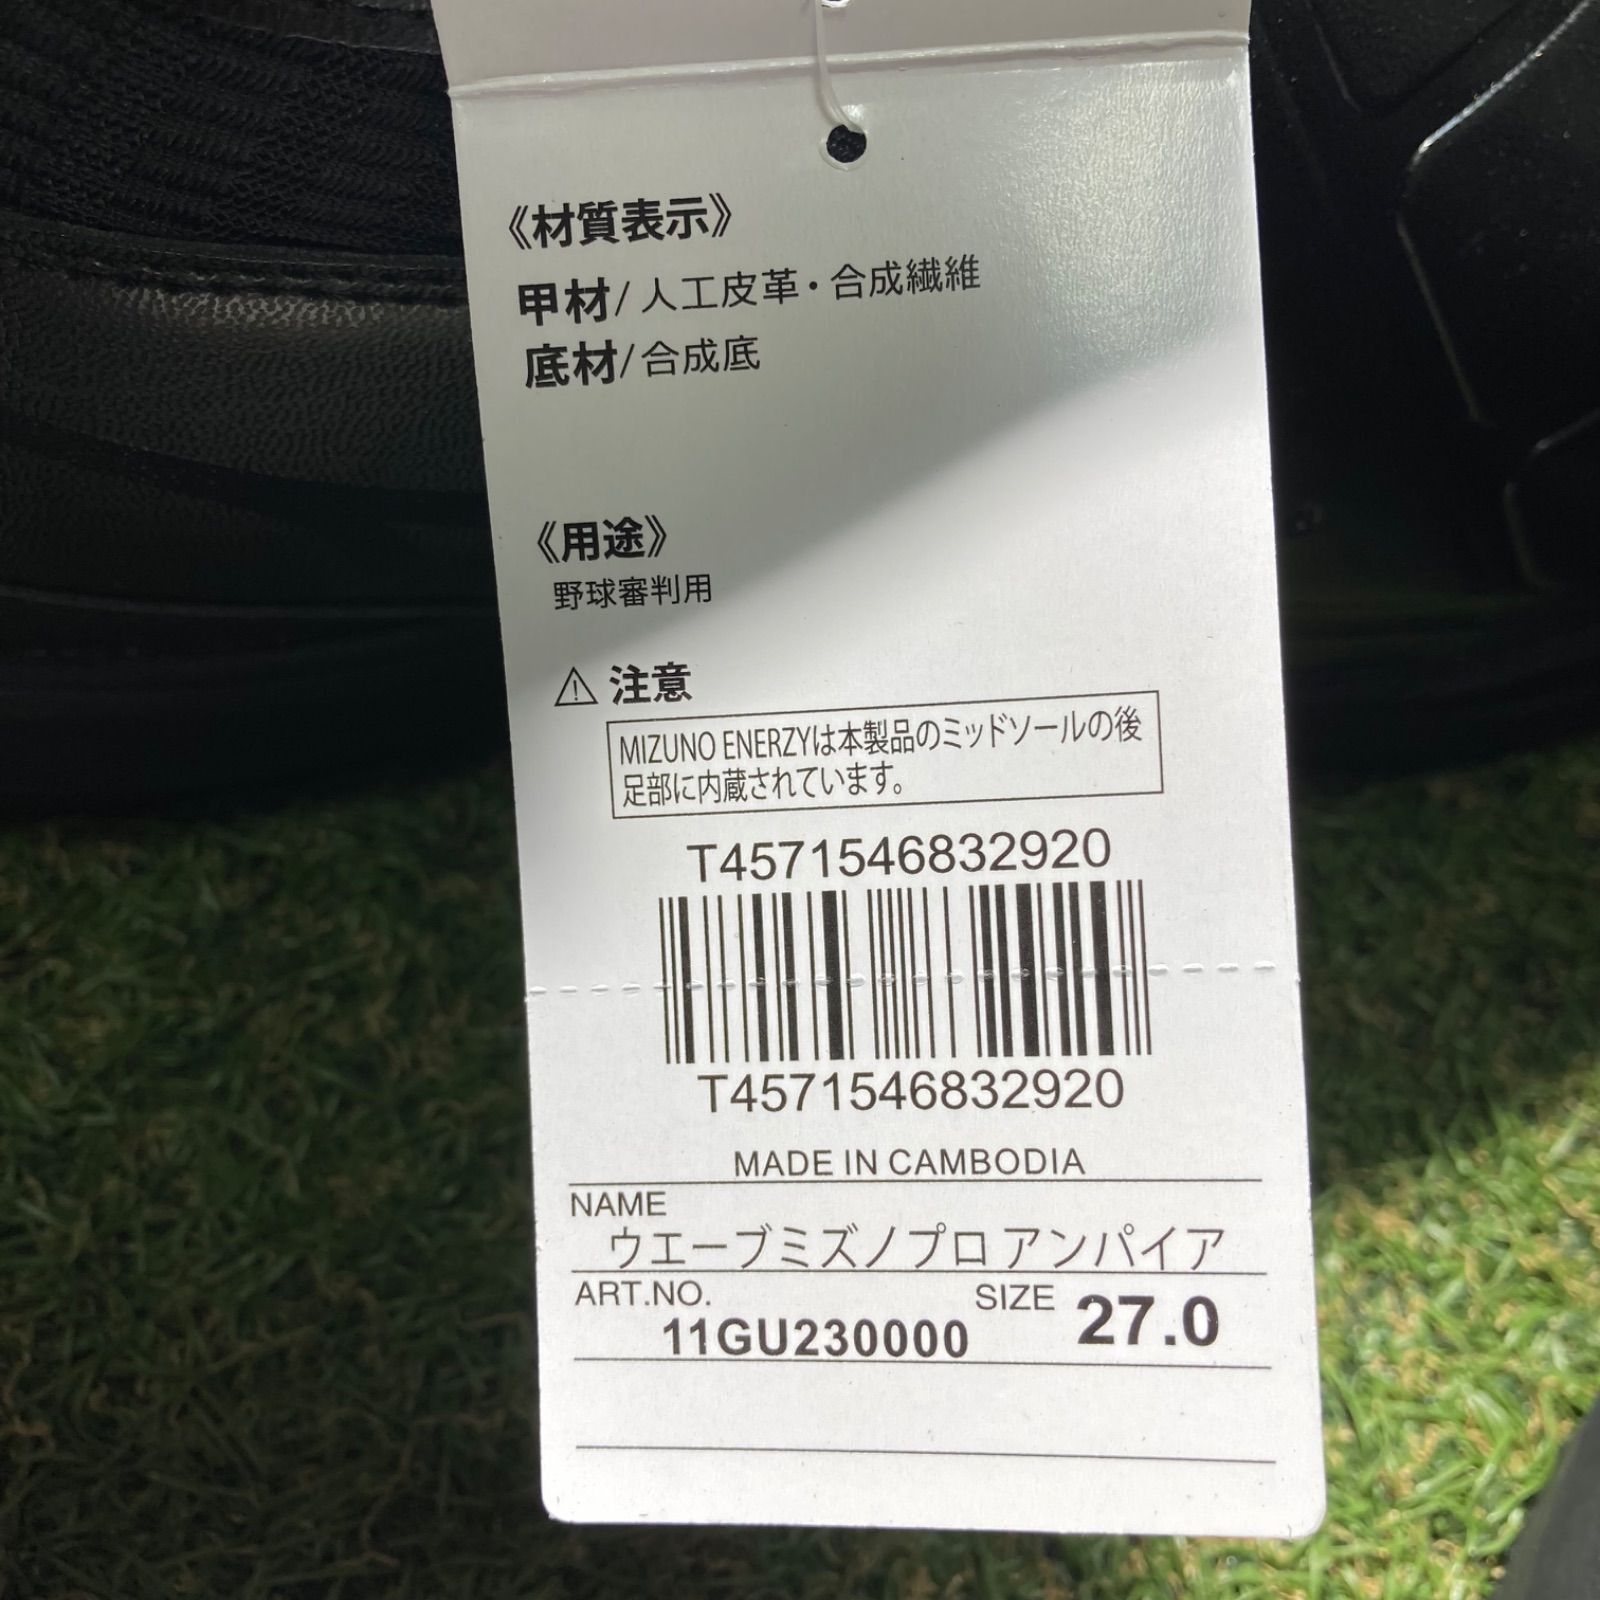 《材質表示》
甲材/人工皮革・合成繊維
底材/合成底
《用途》
野球審判用
⚠ 注意
MIZUNO ENERZYは本製品のミッドソールの後
足部に内蔵されています。
T4571546832920
T4571546832920
MADE IN CAMBODIA
NAME
ウエーブミズノプロ アンパイア
ART.NO. SIZE
11GU230000 27.0